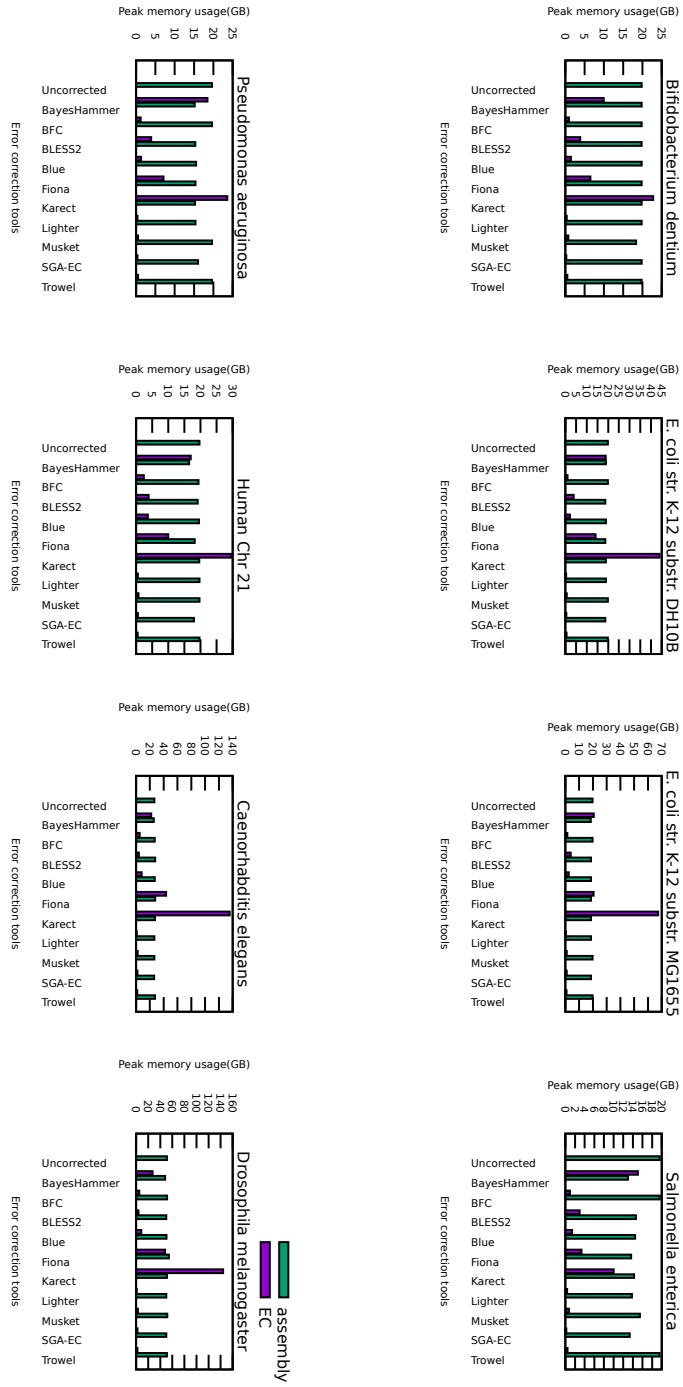 Bifidobacterium dentium
Peak memory usage(GB)
0 5 10 15 20 25
Uncorrected
BayesHammer
BFC
BLESS2
Blue
Fiona
Karect
Lighter
Musket
SGA-EC
Trowel
Error correction tools
E. coli str. K-12 substr. DH10B
Peak memory usage(GB)
0 5 10 15 20 25 30 35 40 45
Uncorrected
BayesHammer
BFC
BLESS2
Blue
Fiona
Karect
Lighter
Musket
SGA-EC
Trowel
Error correction tools
E. coli str. K-12 substr. MG1655
Peak memory usage(GB)
0 10 20 30 40 50 60 70
Uncorrected
BayesHammer
BFC
BLESS2
Blue
Fiona
Karect
Lighter
Musket
SGA-EC
Trowel
Error correction tools
Salmonella enterica
Peak memory usage(GB)
0 2 4 6 8 10 12 14 16 18 20
Uncorrected
BayesHammer
BFC
BLESS2
Blue
Fiona
Karect
Lighter
Musket
SGA-EC
Trowel
Error correction tools
assembly
EC
Pseudomonas aeruginosa
Peak memory usage(GB)
0 5 10 15 20 25
Uncorrected
BayesHammer
BFC
BLESS2
Blue
Fiona
Karect
Lighter
Musket
SGA-EC
Trowel
Error correction tools
Human Chr 21
Peak memory usage(GB)
0 5 10 15 20 25 30
Uncorrected
BayesHammer
BFC
BLESS2
Blue
Fiona
Karect
Lighter
Musket
SGA-EC
Trowel
Error correction tools
Caenorhabditis elegans
Peak memory usage(GB)
0 20 40 60 80 100 120 140
Uncorrected
BayesHammer
BFC
BLESS2
Blue
Fiona
Karect
Lighter
Musket
SGA-EC
Trowel
Error correction tools
Drosophila melanogaster
Peak memory usage(GB)
0 20 40 60 80 100 120 140 160
Uncorrected
BayesHammer
BFC
BLESS2
Blue
Fiona
Karect
Lighter
Musket
SGA-EC
Trowel
Error correction tools